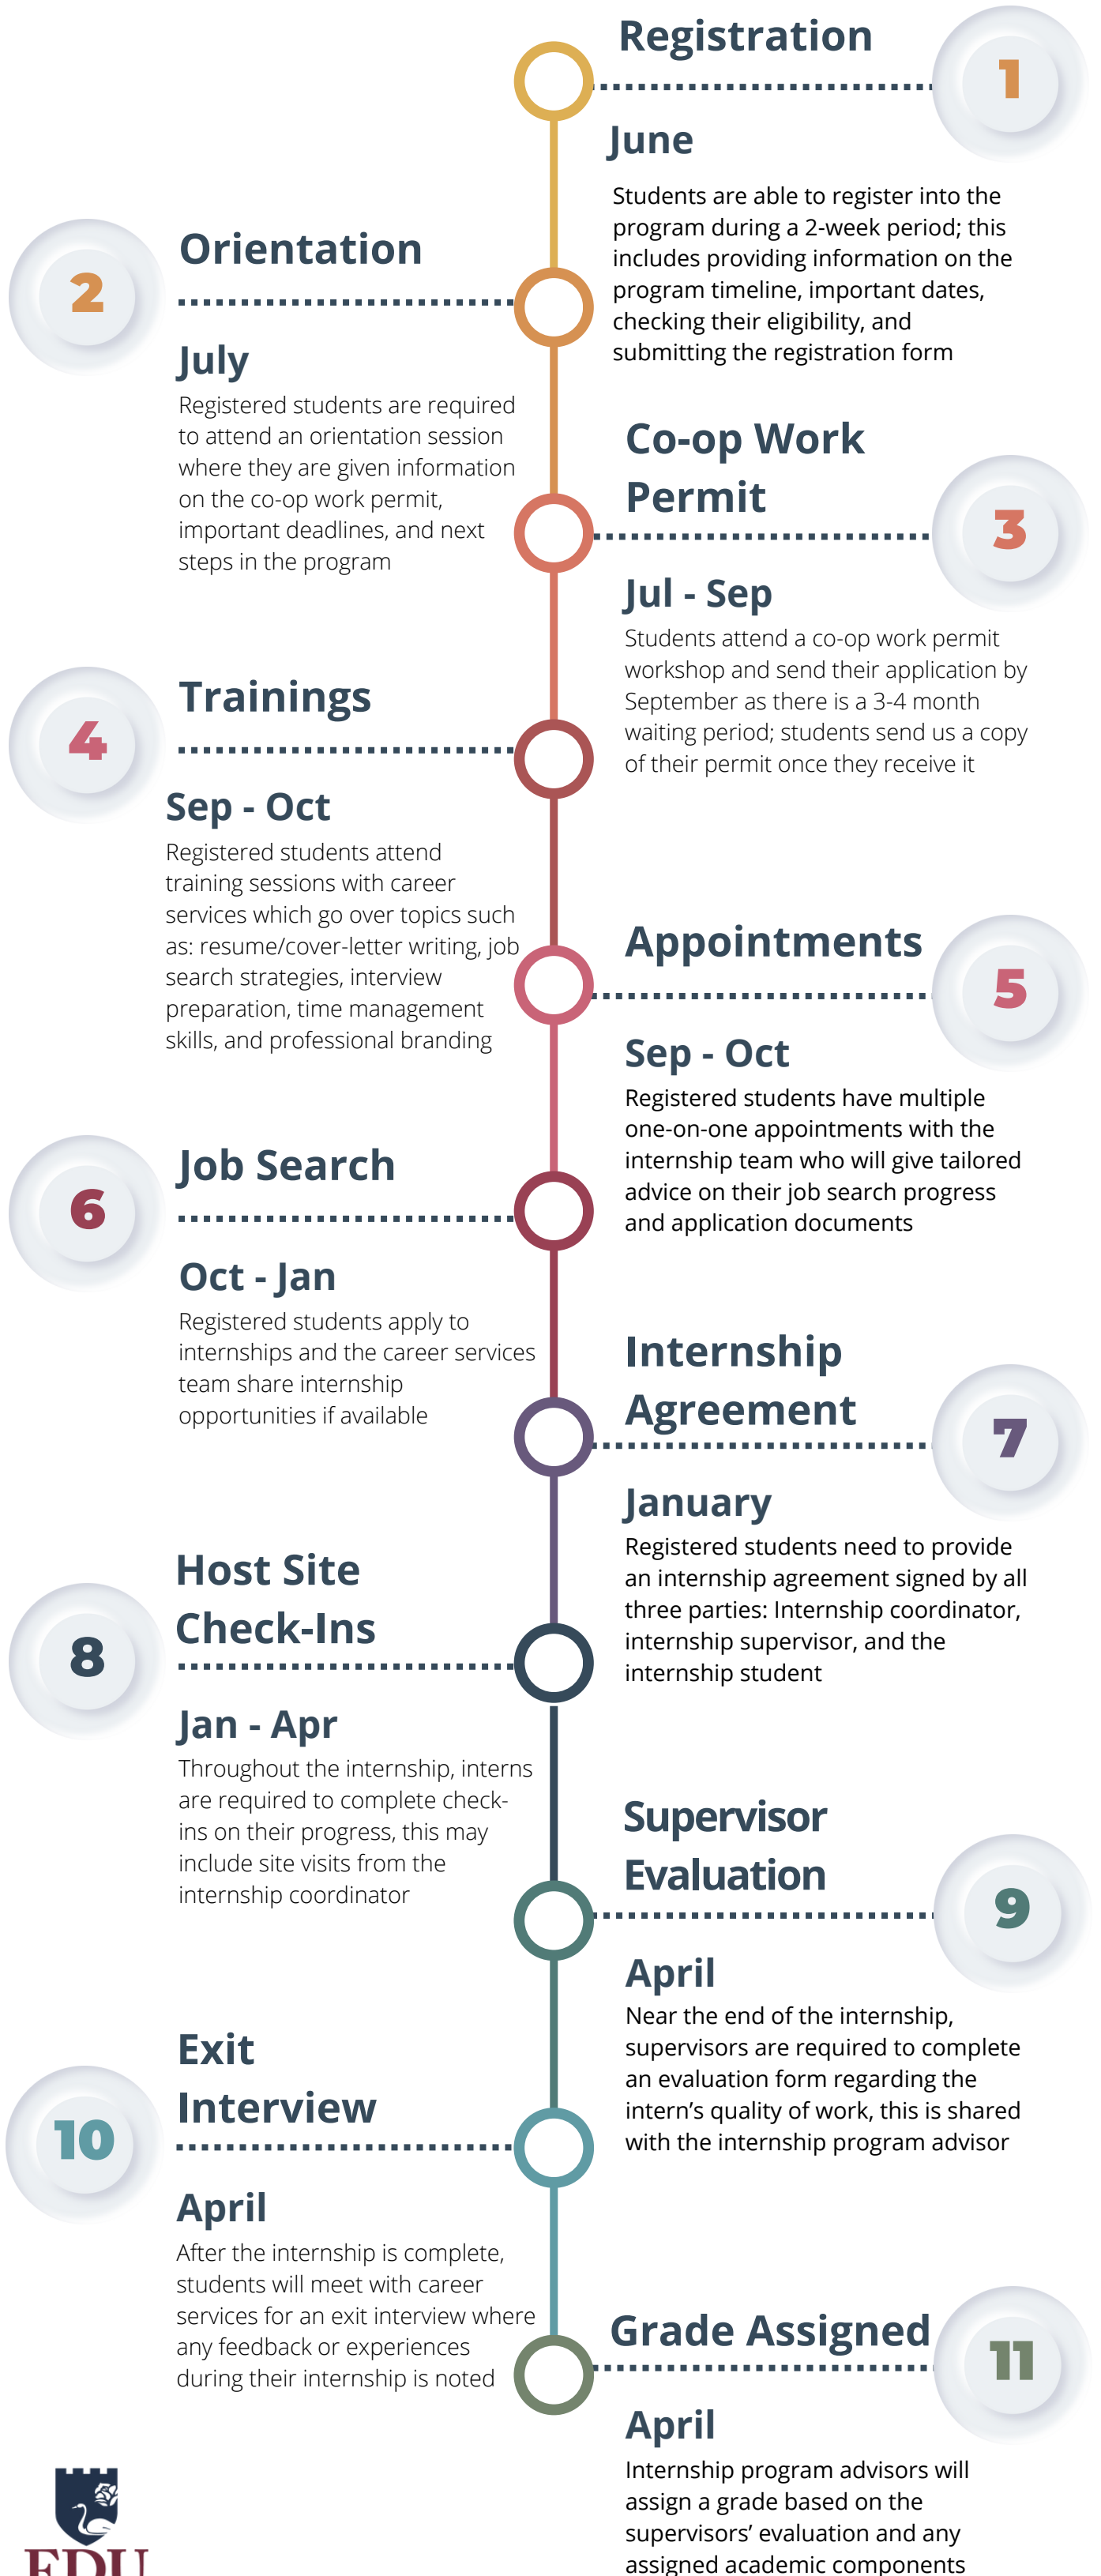 Registration
1
June
Students are able to register into the
program during a 2-week period; this
includes providing information on the
program timeline, important dates,
checking their eligibility, and
submitting the registration form
Orientation
2
July
Registered students are required
to attend an orientation session
where they are given information
on the co-op work permit,
important deadlines, and next
steps in the program
Co-op Work
Permit
3
Jul - Sep
Students attend a co-op work permit
workshop and send their application by
September as there is a 3-4 month
waiting period; students send us a copy
of their permit once they receive it
Trainings
4
Sep - Oct
Registered students attend
training sessions with career
services which go over topics such
as: resume/cover-letter writing, job
search strategies, interview
preparation, time management
skills, and professional branding
Appointments
5
Sep - Oct
Registered students have multiple
one-on-one appointments with the
internship team who will give tailored
advice on their job search progress
and application documents
Job Search
6
Oct - Jan
Registered students apply to
internships and the career services
team share internship
opportunities if available
Internship
Agreement
7
January
Registered students need to provide
an internship agreement signed by all
three parties: Internship coordinator,
internship supervisor, and the
internship student
Host Site
Check-Ins
8
Jan - Apr
Throughout the internship, interns
are required to complete check-
ins on their progress, this may
include site visits from the
internship coordinator
Supervisor
Evaluation
9
April
Near the end of the internship,
supervisors are required to complete
an evaluation form regarding the
intern's quality of work, this is shared
with the internship program advisor
Exit
Interview
10
April
After the internship is complete,
students will meet with career
services for an exit interview where
any feedback or experiences
during their internship is noted
Grade Assigned
11
April
Internship program advisors will
assign a grade based on the
supervisors' evaluation and any
assigned academic components
FDU